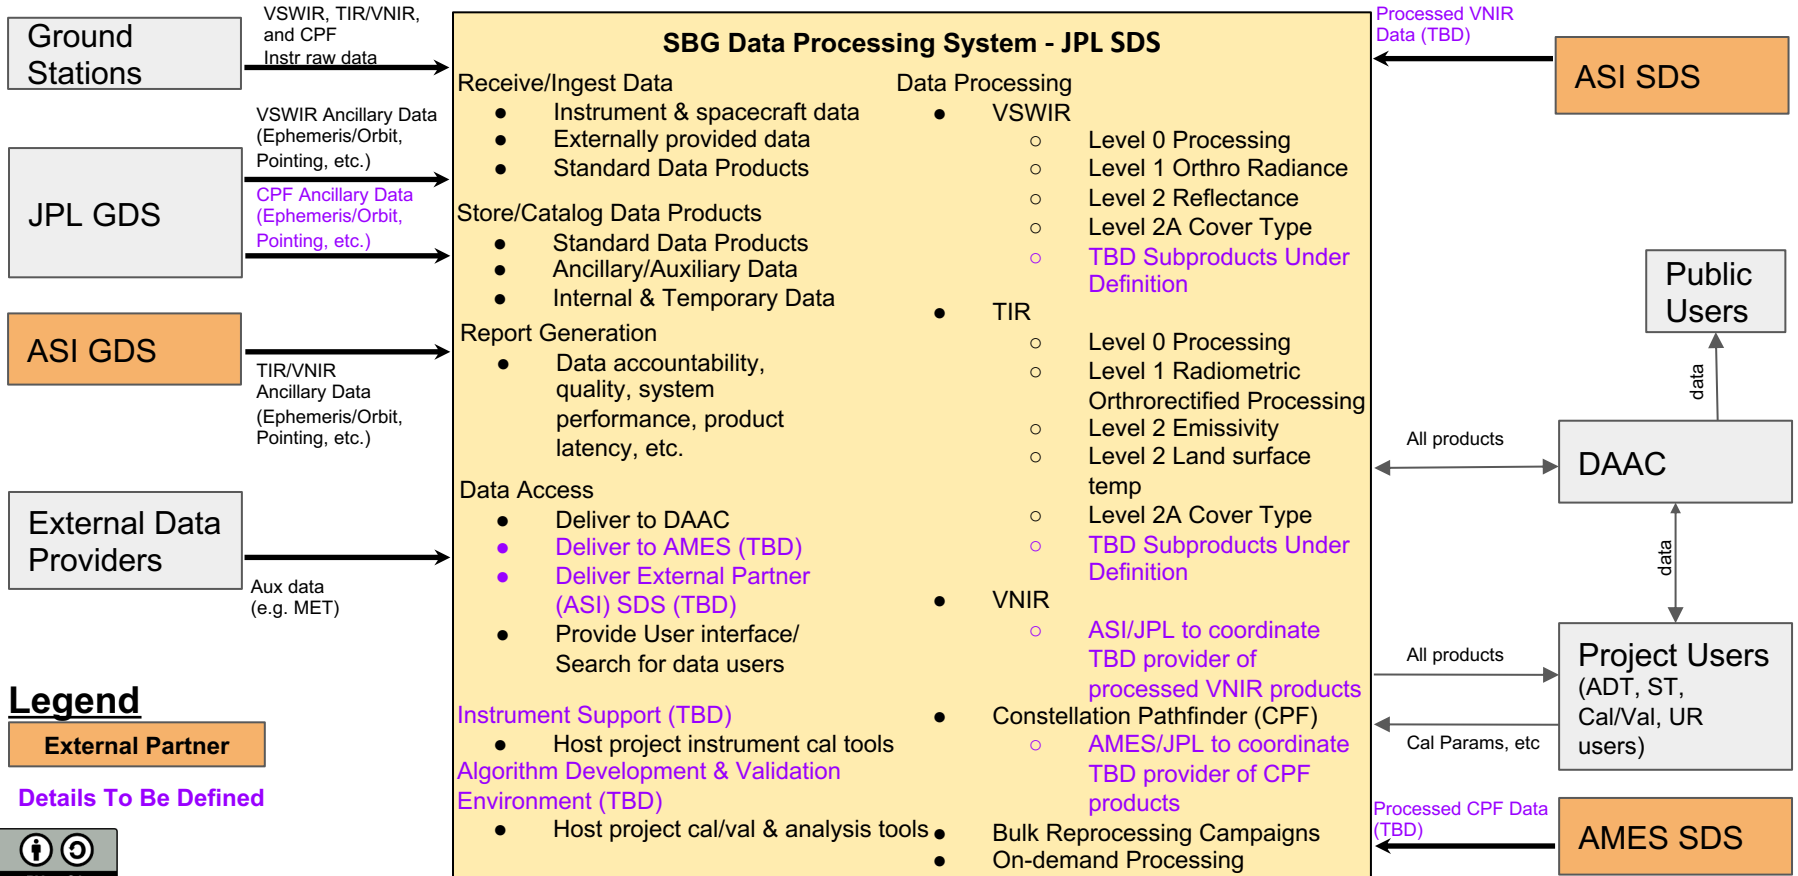 Ground
Stations
VSWIR, TIR/VNIR,
and CPF
Instr raw data
JPL GDS
VSWIR Ancillary Data
(Ephemeris/Orbit,
Pointing, etc.)
CPF Ancillary Data
(Ephemeris/Orbit,
Pointing, etc.)
ASI GDS
TIR/VNIR
Ancillary Data
(Ephemeris/Orbit,
Pointing, etc.)
External Data
Providers
Aux data
(e.g. MET)
Legend
External Partner
Details To Be Defined
SBG Data Processing System - JPL SDS
Receive/Ingest Data
● Instrument & spacecraft data
● Externally provided data
● Standard Data Products
Store/Catalog Data Products
● Standard Data Products
● Ancillary/Auxiliary Data
● Internal & Temporary Data
Report Generation
● Data accountability,
quality, system
performance, product
latency, etc.
Data Access
● Deliver to DAAC
● Deliver to AMES (TBD)
● Deliver External Partner
(ASI) SDS (TBD)
● Provide User interface/
Search for data users
Instrument Support (TBD)
● Host project instrument cal tools
Algorithm Development & Validation
Environment (TBD)
● Host project cal/val & analysis tools
Data Processing
● VSWIR
○ Level 0 Processing
○ Level 1 Orthro Radiance
○ Level 2 Reflectance
○ Level 2A Cover Type
○ TBD Subproducts Under
Definition
● TIR
○ Level 0 Processing
○ Level 1 Radiometric
Orthrorectified Processing
○ Level 2 Emissivity
○ Level 2 Land surface
temp
○ Level 2A Cover Type
○ TBD Subproducts Under
Definition
● VNIR
○ ASI/JPL to coordinate
TBD provider of
processed VNIR products
● Constellation Pathfinder (CPF)
○ AMES/JPL to coordinate
TBD provider of CPF
products
● Bulk Reprocessing Campaigns
● On-demand Processing
Processed VNIR
Data (TBD)
ASI SDS
Public
Users
data
All products
DAAC
data
All products
Project Users
(ADT, ST,
Cal/Val, UR
users)
Cal Params, etc
Processed CPF Data
(TBD)
AMES SDS